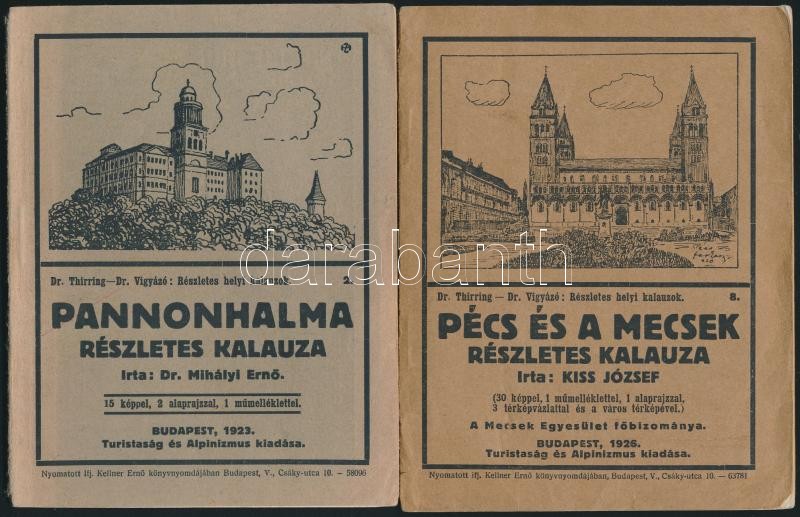 Dr. Thirring—Dr. Vigyázó: Részletes helyi kalauzok. 2.
PANNONHALMA
RÉSZLETES KALAUZA
Irta: Dr. Mihályi Ernő.
15 képpel, 2 alaprajzzal, 1 műmelléklettel.
BUDAPEST, 1923.
Turistaság és Alpinizmus kiadása.
Nyomatott ifj. Kellner Ernő könyvnyomdájában Budapest, V., Csáky-utca 10. – 58096
Dr. Thirring — Dr. Vigyázó: Részletes helyi kalauzok. 8.
PÉCS ÉS A MECSEK
RÉSZLETES KALAUZA
Irta: KISS JÓZSEF
(30 képpel, 1 műmelléklettel, 1 alaprajzzal,
3 térképvázlattal és a város térképével.)
A Mecsek Egyesület főbizománya.
BUDAPEST, 1926.
Turistaság és Alpinizmus kiadása.
Nyomatott ifj. Kellner Ernő könyvnyomdájában, Budapest, V., Csáky-utca 10. — 63781
darabanth